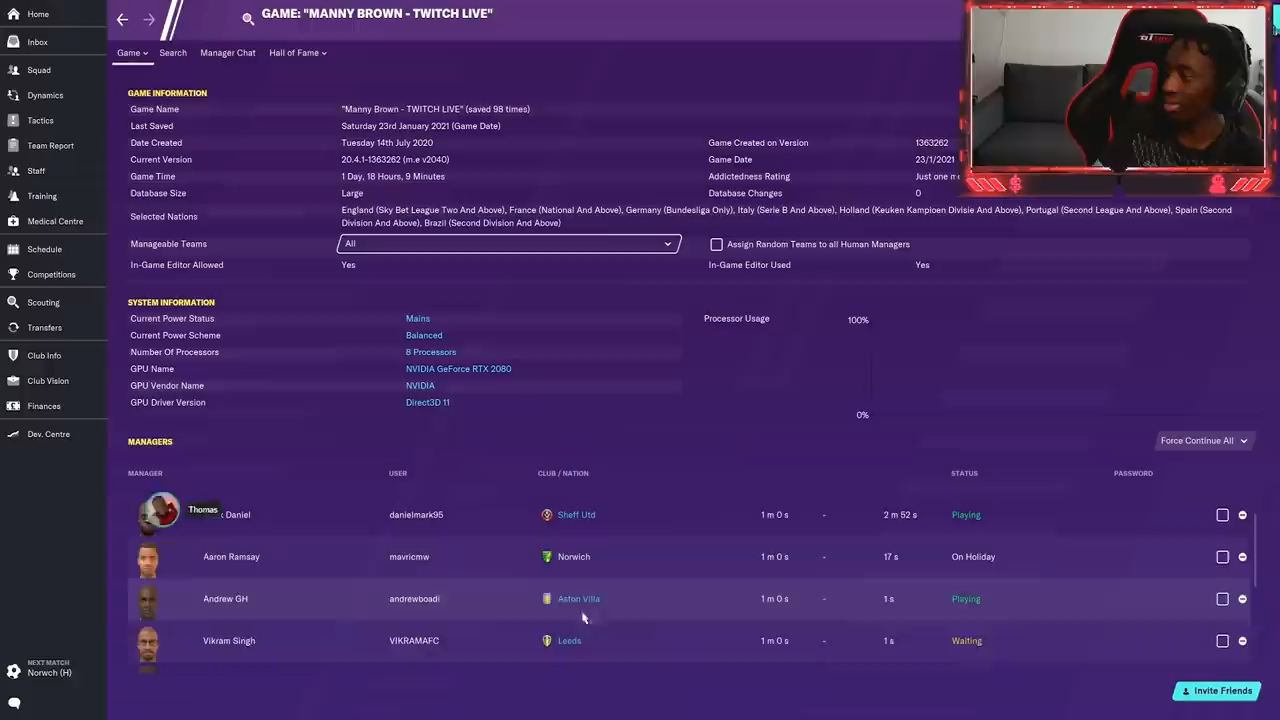 Home
Inbox
Squad
Dynamics
Tactics
Team Report
Staff
Training
Medical Centre
Schedule
Competitions
Scouting
Transfers
Club Info
Club Vision
Finances
Dev. Centre
NEXT MATCH
Norwch (H)
GAME: "MANNY BROWN - TWITCH LIVE"
Game Search Manager Chat Hall of Fame
GAME INFORMATION
Game Name "Manny Brown - TWITCH LIVE" (saved 98 times)
Last Saved Saturday 23rd January 2021 (Game Date)
Date Created Tuesday 14th July 2020 Game Created on Version 1363262
Current Version 20.4.1-1363262 (m.e v2040) Game Date 23/1/2021
Game Time 1 Day, 18 Hours, 9 Minutes Addictedness Rating Just one
Database Size Large Database Changes 0
Selected Nations England (Sky Bet League Two And Above), France (National And Above), Germany (Bundesliga Only), Italy (Serie B And Above), Holland (Keuken Kampioen Divisie And Above), Portugal (Second League And Above), Spain (Second
Division And Above), Brazil (Second Division And Above)
Manageable Teams All Assign Random Teams to all Human Managers
In-Game Editor Allowed Yes In-Game Editor Used Yes
SYSTEM INFORMATION
Current Power Status Mains Processor Usage 100%
Current Power Scheme Balanced
Number Of Processors 8 Processors
GPU Name NVIDIA GeForce RTX 2080
GPU Vendor Name NVIDIA
GPU Driver Version Direct3D 11
0%
MANAGERS Force Continue All
MANAGER USER CLUB / NATION STATUS PASSWORD
Thomas Daniel danielmark95 Sheff Utd 1 m 0 s - 2 m 52 s Playing
Aaron Ramsay mavricmw Norwich 1 m 0 s - 17 s On Holiday
Andrew GH andrewboadi Aston Villa 1 m 0 s - 1 s Playing
Vikram Singh VIKRAMAFC Leeds 1 m 0 s - 1 s Waiting
Invite Friends